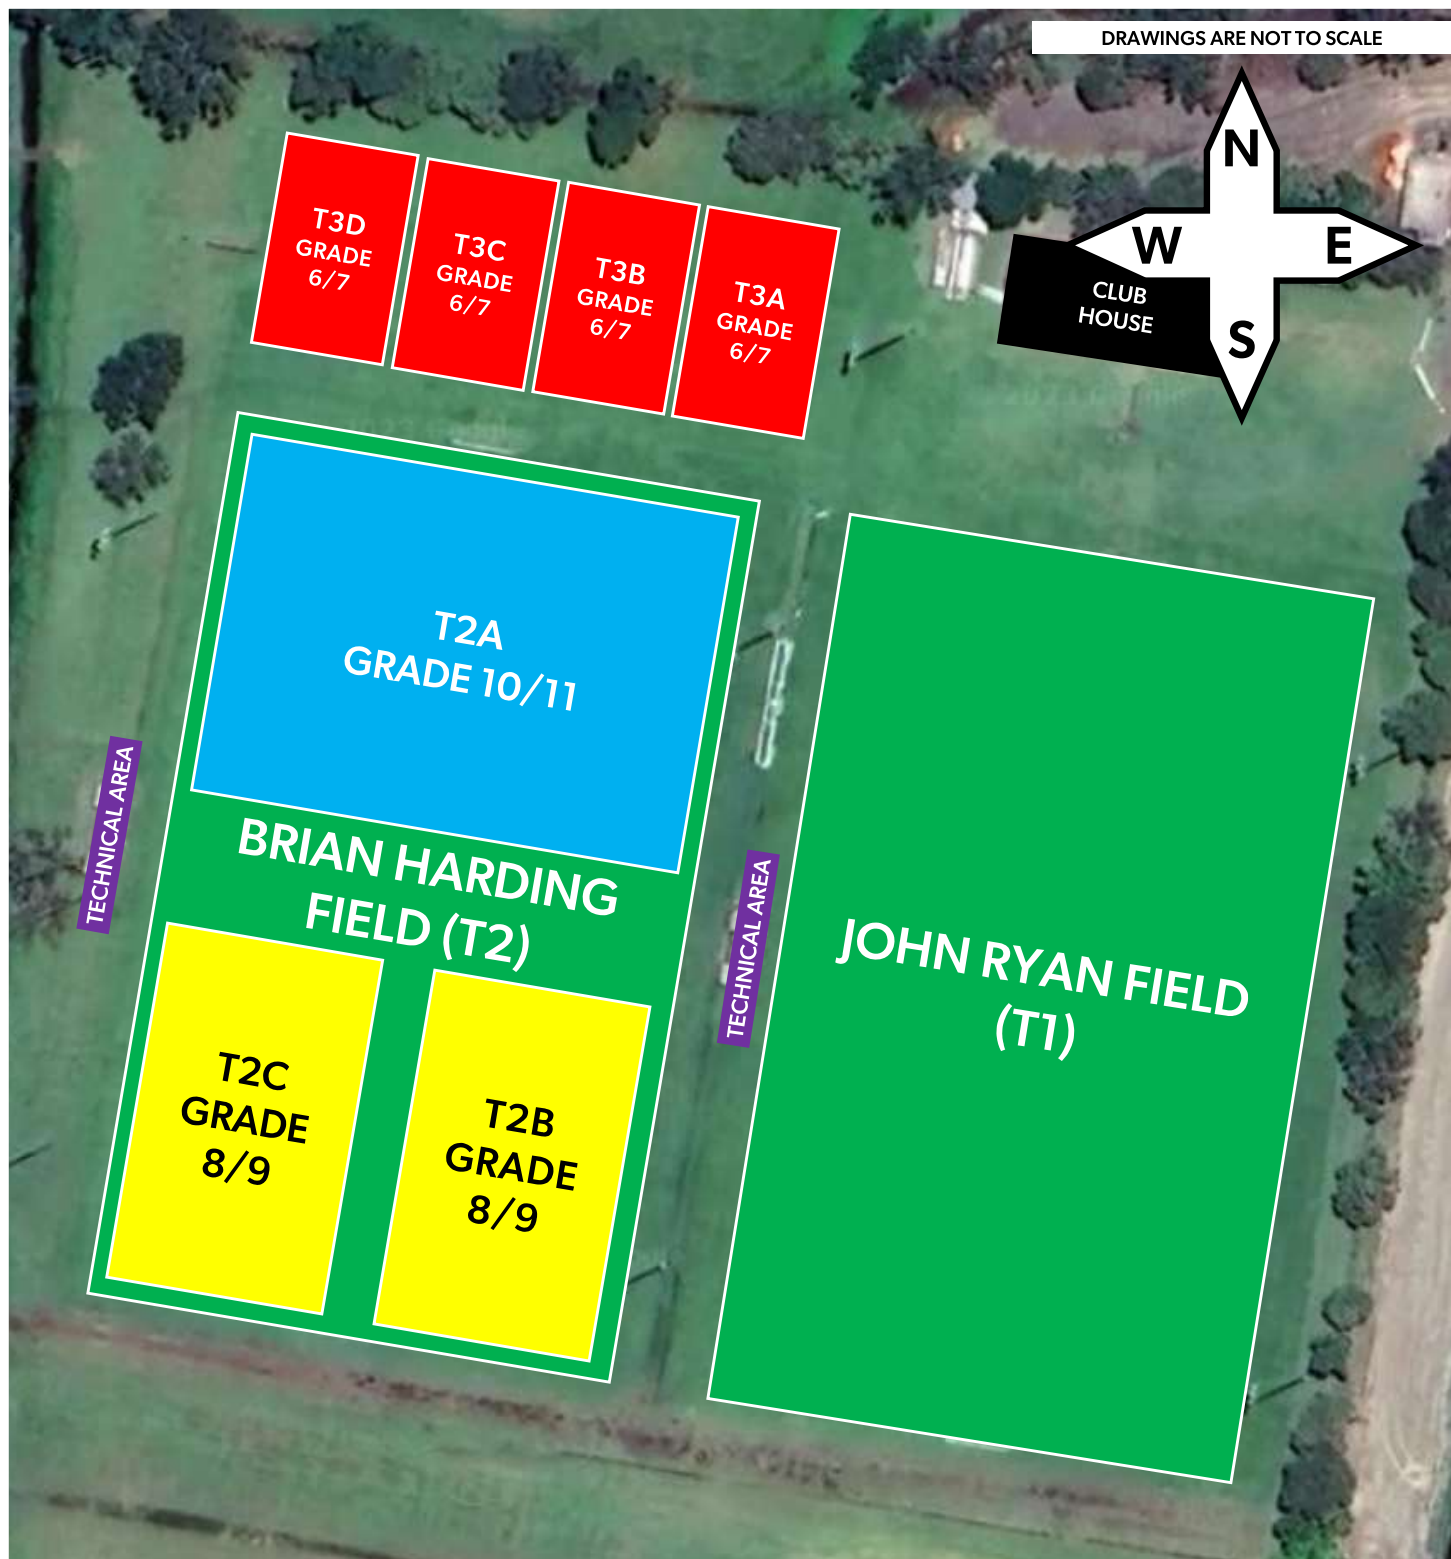 DRAWINGS ARE NOT TO SCALE
N
W
E
S
CLUB
HOUSE
T3D
GRADE
6/7
T3C
GRADE
6/7
T3B
GRADE
6/7
T3A
GRADE
6/7
T2A
GRADE 10/11
TECHNICAL AREA
BRIAN HARDING
FIELD (T2)
TECHNICAL AREA
JOHN RYAN FIELD
(T1)
T2C
GRADE
8/9
T2B
GRADE
8/9